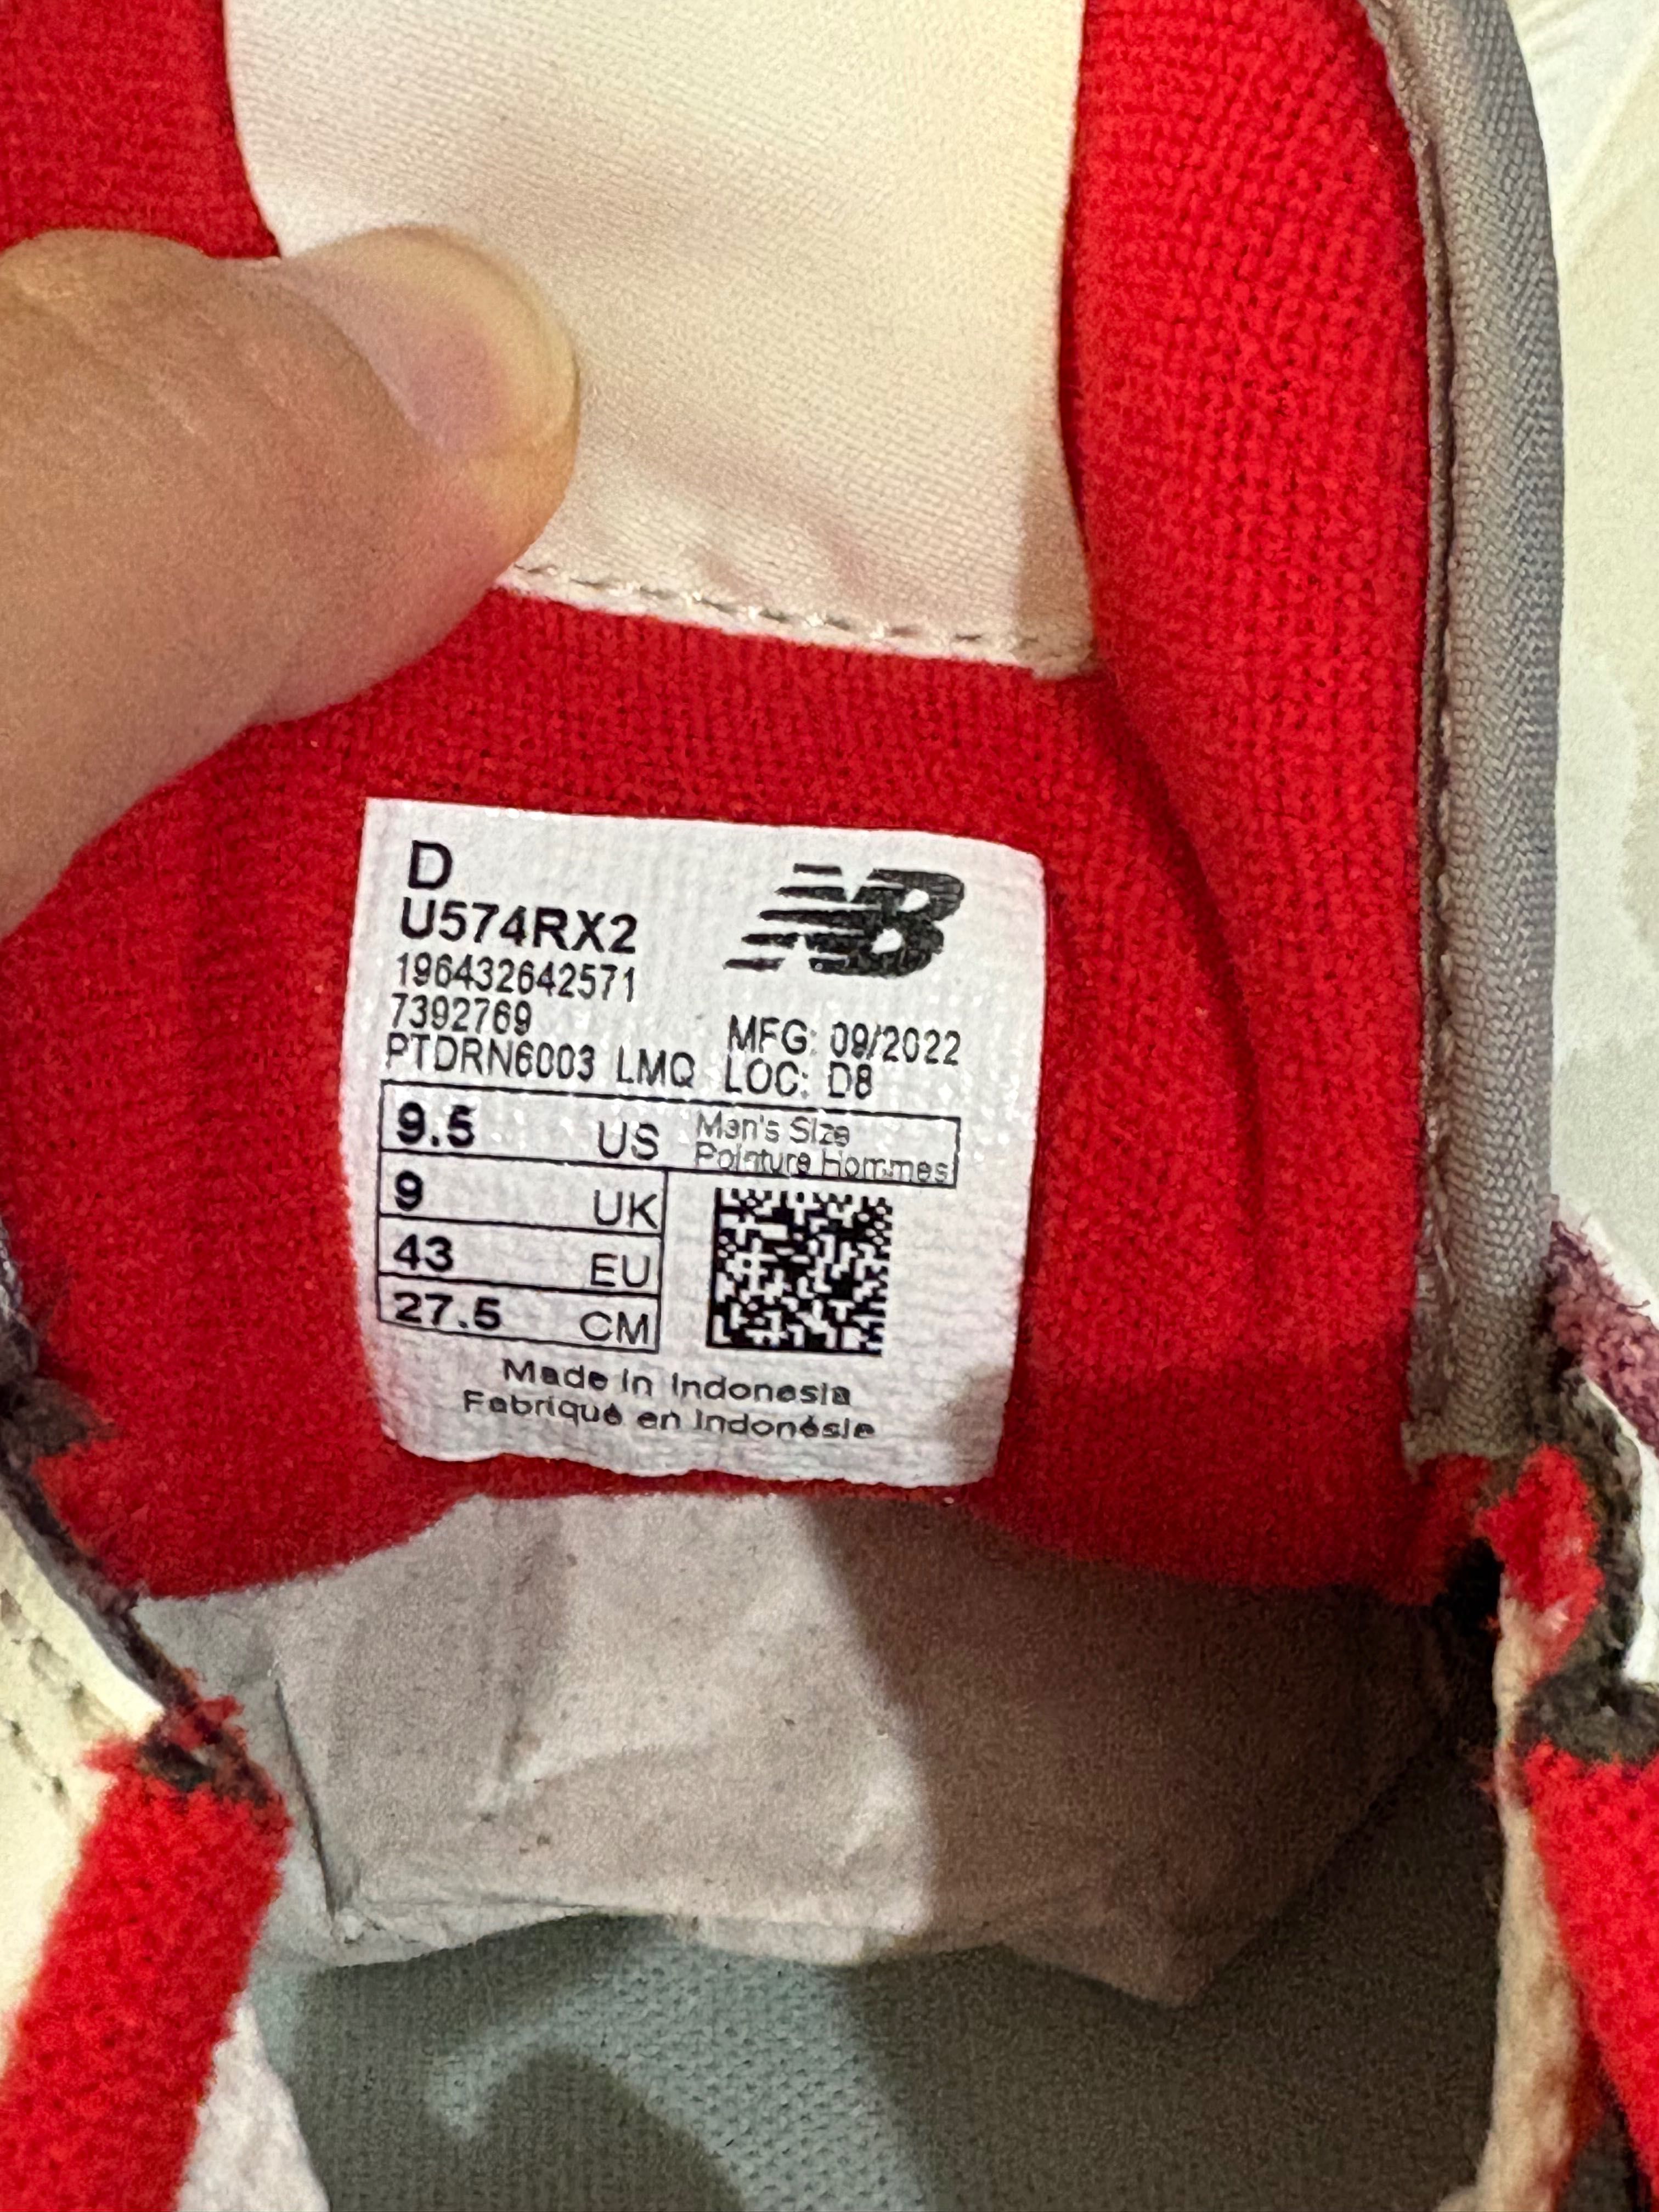 D
U574RX2
NB
196432642571
7392769
MFG: 09/2022
PTDRN6003 LMQ LOC: D8
9.5 US Men's Size
Pointure Hommes
9 UK
43 EU
27.5 CM
Made in Indonesia
Fabriqué en Indonésie